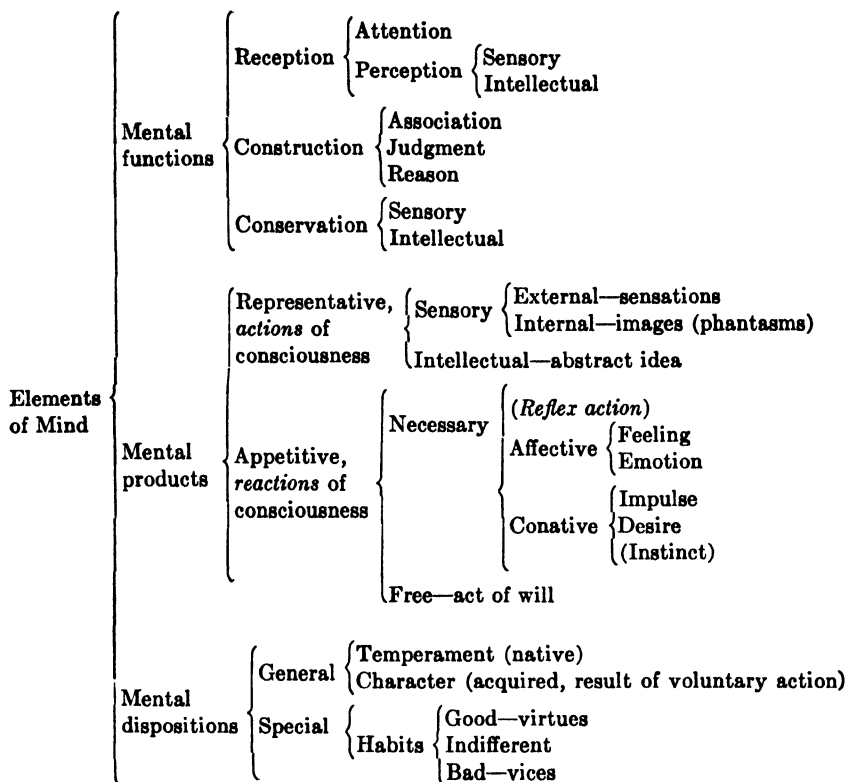 Elements
of Mind
Mental
functions
Reception
Attention
Perception
Sensory
Intellectual
Construction
Association
Judgment
Reason
Conservation
Sensory
Intellectual
Mental
products
Representative,
actions of
consciousness
Sensory
External—sensations
Internal—images (phantasms)
Intellectual—abstract idea
Appetitive,
reactions of
consciousness
Necessary
(Reflex action)
Affective
Feeling
Emotion
Conative
Impulse
Desire
(Instinct)
Free—act of will
Mental
dispositions
General
Temperament (native)
Character (acquired, result of voluntary action)
Special
Habits
Good—virtues
Indifferent
Bad—vices